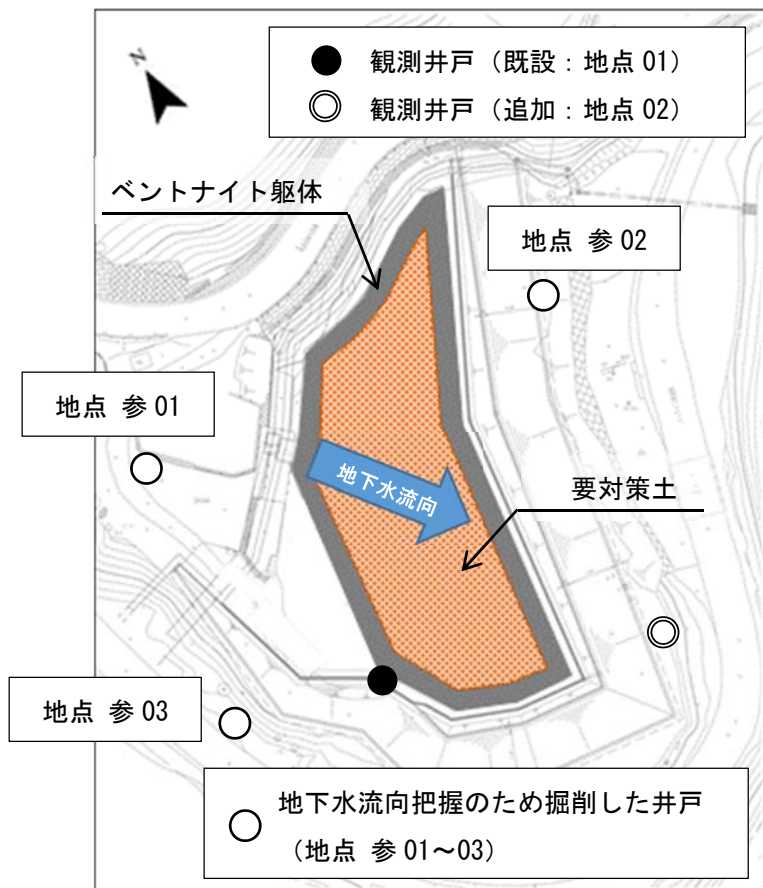 N
観測井戸（既設：地点 01）
観測井戸（追加：地点 02）
ベントナイト躯体
地点 参 02
地点 参 01
地下水流向
要対策土
地点 参 03
地下水流向把握のため掘削した井戸
（地点 参 01～03）